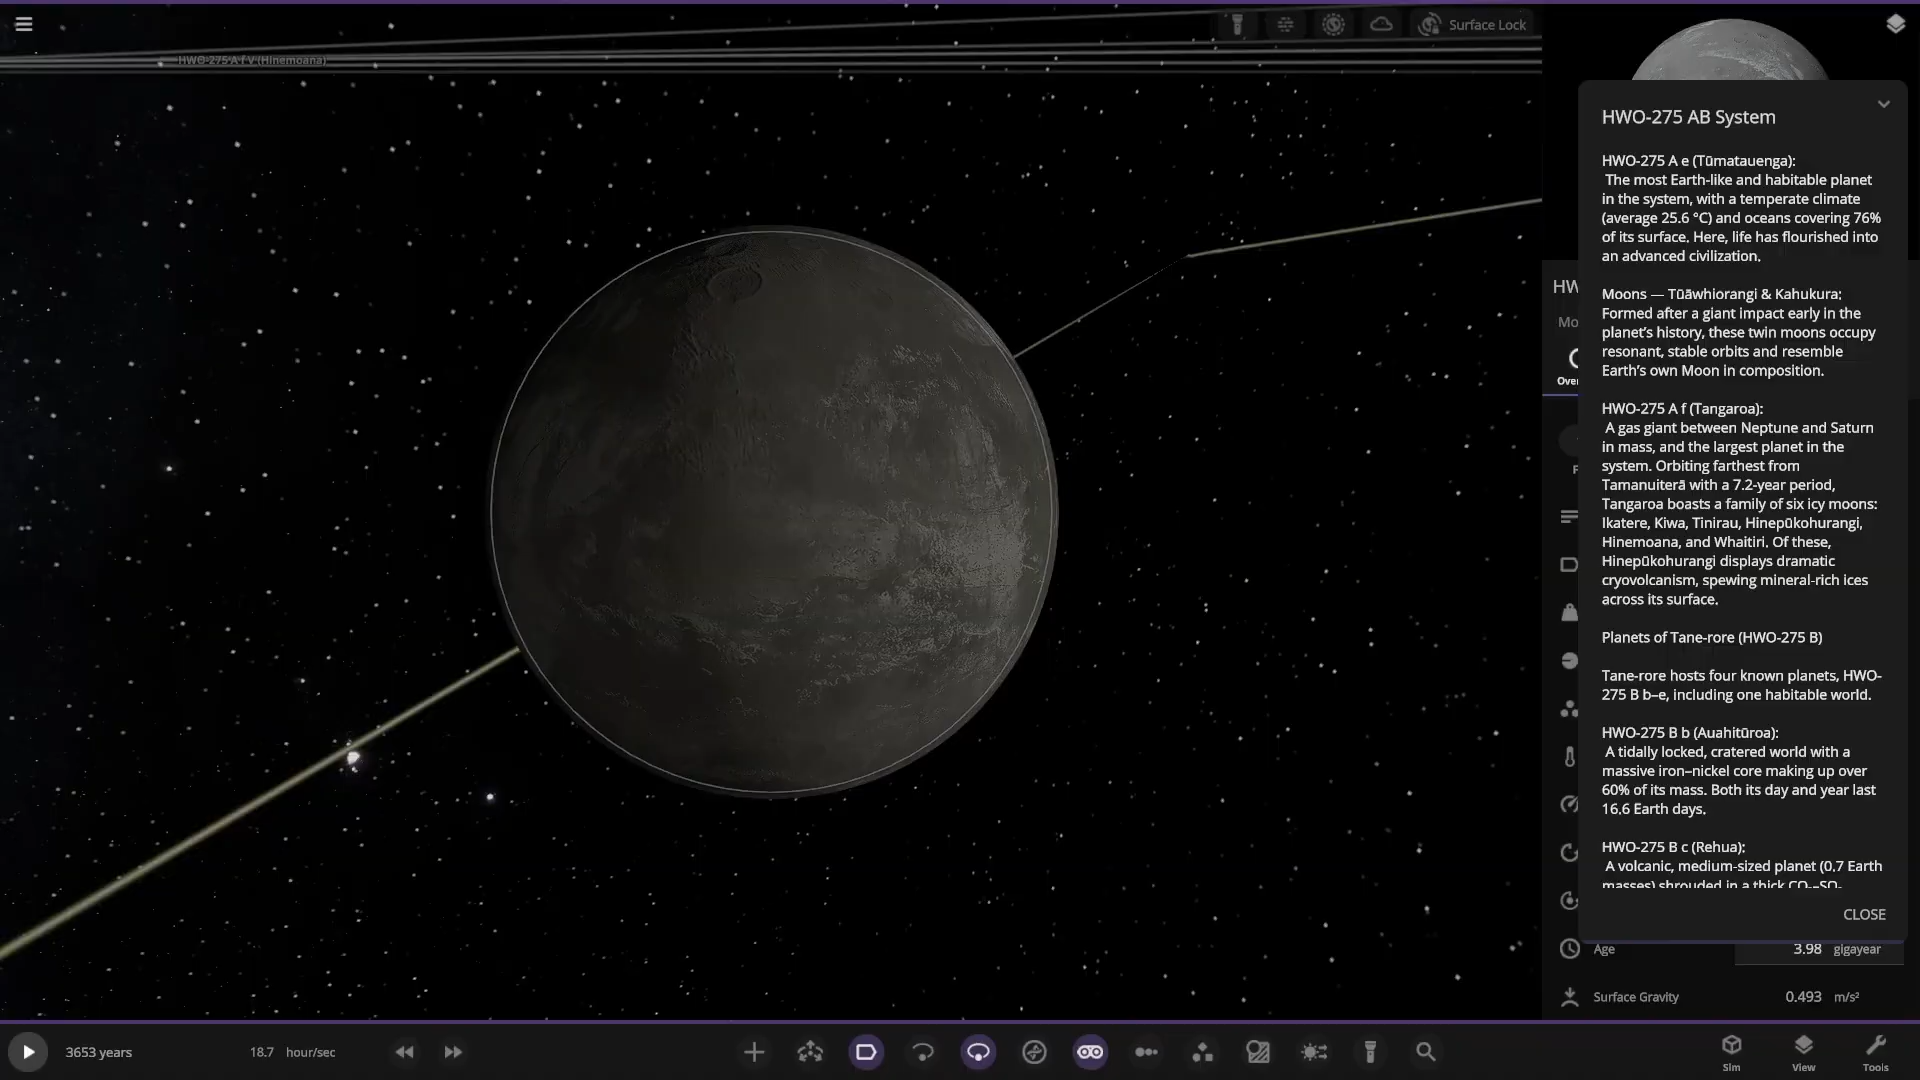 HWO-275 A f V (Hinemoana)
Surface Lock
HWO-275 AB System
HWO-275 A e (Tūmatauenga):
The most Earth-like and habitable planet
in the system, with a temperate climate
(average 25.6 °C) and oceans covering 76%
of its surface. Here, life has flourished into
an advanced civilization.
Moons — Tūāwhiorangi & Kahukura:
Formed after a giant impact early in the
planet's history, these twin moons occupy
resonant, stable orbits and resemble
Earth's own Moon in composition.
HWO-275 A f (Tangaroa):
A gas giant between Neptune and Saturn
in mass, and the largest planet in the
system. Orbiting farthest from
Tamanuiterā with a 7.2-year period,
Tangaroa boasts a family of six icy moons:
Ikatere, Kiwa, Tinirau, Hinepūkohurangi,
Hinemoana, and Whaitiri. Of these,
Hinepūkohurangi displays dramatic
cryovolcanism, spewing mineral-rich ices
across its surface.
Planets of Tane-rore (HWO-275 B)
Tane-rore hosts four known planets, HWO-
275 B b–e, including one habitable world.
HWO-275 B b (Auahitūroa):
A tidally locked, cratered world with a
massive iron–nickel core making up over
60% of its mass. Both its day and year last
16.6 Earth days.
HWO-275 B c (Rehua):
A volcanic, medium-sized planet (0.7 Earth
masses) shrouded in a thick CO₂–SO₂-
CLOSE
HW
Mo
Over
F
Age 3.98 gigayear
Surface Gravity 0.493 m/s²
3653 years 18.7 hour/sec
Sim View Tools